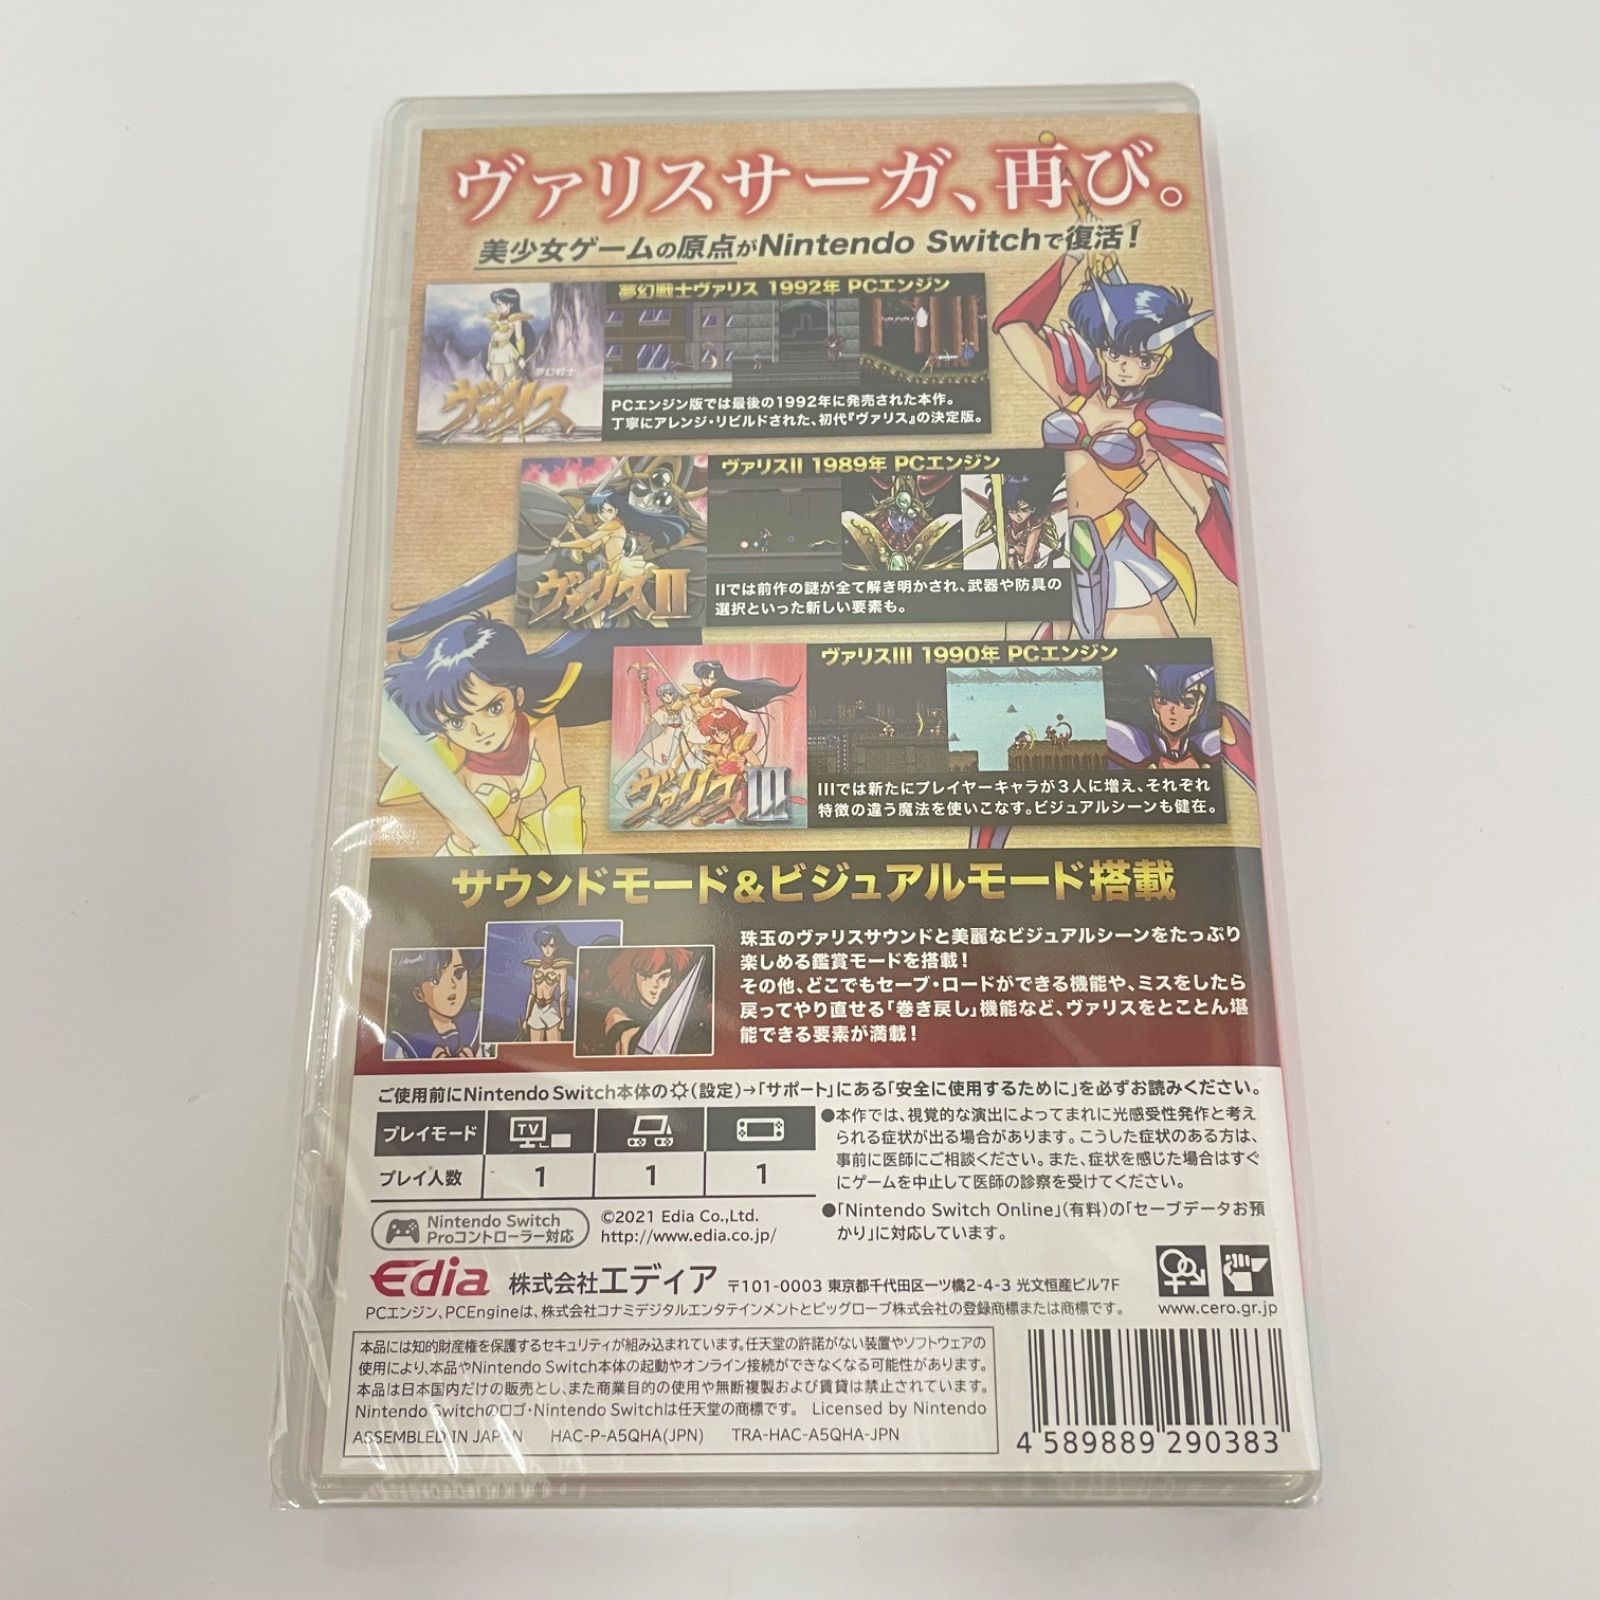 ヴァリスサーガ、再び。
美少女ゲームの原点がNintendo Switchで復活！
夢幻戦士ヴァリス 1992年 PCエンジン
夢幻戦士
ヴァリス
PCエンジン版では最後の1992年に発売された本作。
丁寧にアレンジ・リビルドされた、初代『ヴァリス』の決定版。
ヴァリスII 1989年 PCエンジン
ヴァリスII
IIでは前作の謎が全て解き明かされ、武器や防具の
選択といった新しい要素も。
ヴァリスIII 1990年 PCエンジン
ヴァリスIII
IIIでは新たにプレイヤーキャラが３人に増え、それぞれ
特徴の違う魔法を使いこなす。ビジュアルシーンも健在。
サウンドモード&ビジュアルモード搭載
珠玉のヴァリスサウンドと美麗なビジュアルシーンをたっぷり
楽しめる鑑賞モードを搭載！
その他、どこでもセーブ・ロードができる機能や、ミスをしたら
戻ってやり直せる「巻き戻し」機能など、ヴァリスをとことん堪
能できる要素が満載！
ご使用前にNintendo Switch本体の(設定)→「サポート」にある「安全に使用するために」を必ずお読みください。
プレイモード TV
プレイ人数 1 1 1
●本作では、視覚的な演出によってまれに光感受性発作と考え
られる症状が出る場合があります。こうした症状のある方は、
事前に医師にご相談ください。また、症状を感じた場合はすぐ
にゲームを中止して医師の診察を受けてください。
●「Nintendo Switch Online」(有料)の「セーブデータお預
かり」に対応しています。
Nintendo Switch
Proコントローラー対応
©2021 Edia Co.,Ltd.
http://www.edia.co.jp/
Edia 株式会社エディア 〒101-0003 東京都千代田区一ツ橋2-4-3 光文恒産ビル7F
PCエンジン、PCEngineは、株式会社コナミデジタルエンタテインメントとビッグローブ株式会社の登録商標または商標です。
www.cero.gr.jp
本品には知的財産権を保護するセキュリティが組み込まれています。任天堂の許諾がない装置やソフトウェアの
使用により、本品やNintendo Switch本体の起動やオンライン接続ができなくなる可能性があります。
本品は日本国内だけの販売とし、また商業目的の使用や無断複製および賃貸は禁止されています。
Nintendo Switchのロゴ・Nintendo Switchは任天堂の商標です。 Licensed by Nintendo
ASSEMBLED IN JAPAN HAC-P-A5QHA(JPN) TRA-HAC-A5QHA-JPN
4 589889 290383